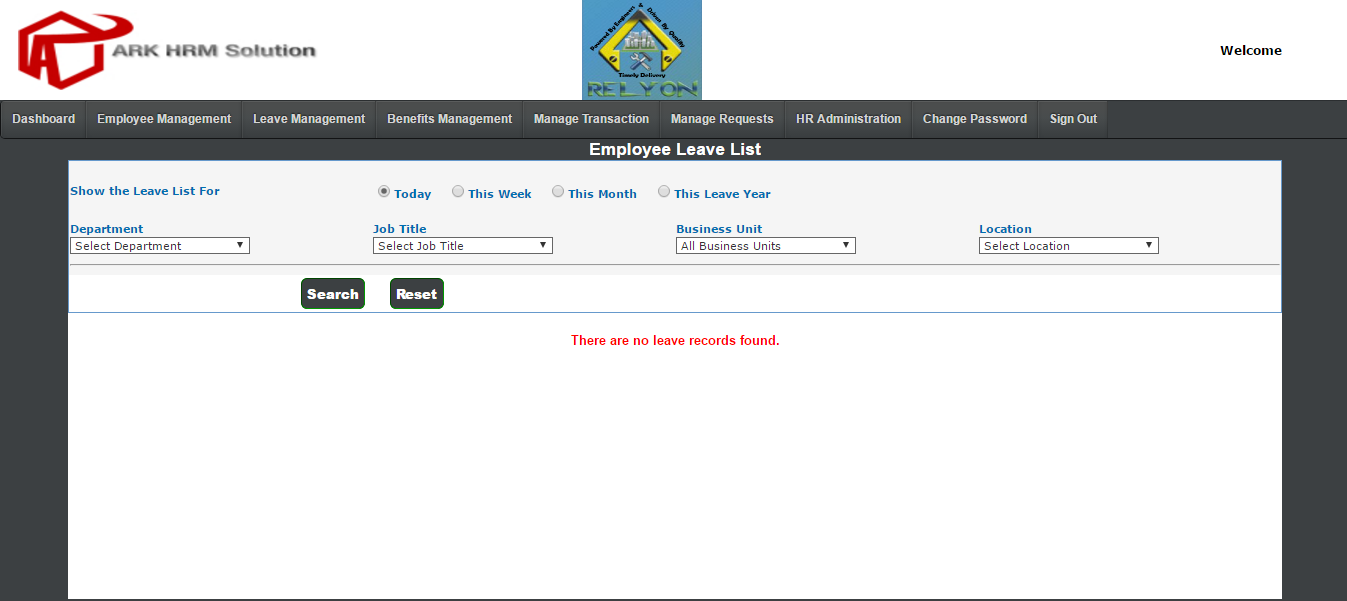 ARK HRM Solution
Powered By Engineers & Driven By Quality
Timely Delivery
RELYON
Welcome
Dashboard Employee Management Leave Management Benefits Management Manage Transaction Manage Requests HR Administration Change Password Sign Out
Employee Leave List
Show the Leave List For Today This Week This Month This Leave Year
Department Job Title Business Unit Location
Select Department Select Job Title All Business Units Select Location
Search Reset
There are no leave records found.